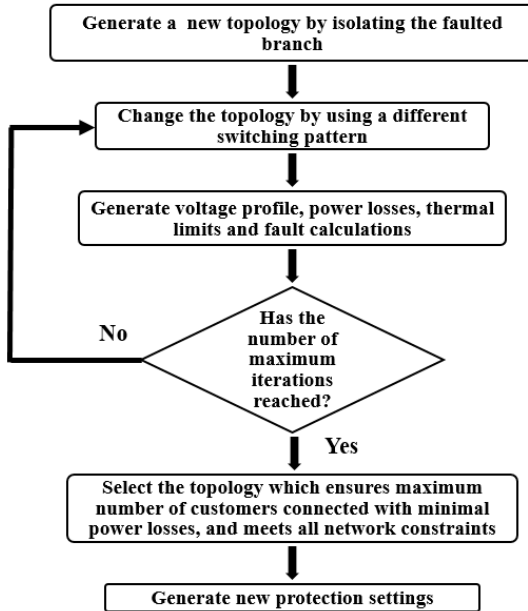 Generate a new topology by isolating the faulted
branch
Change the topology by using a different
switching pattern
Generate voltage profile, power losses, thermal
limits and fault calculations
No
Has the
number of
maximum
iterations
reached?
Yes
Select the topology which ensures maximum
number of customers connected with minimal
power losses, and meets all network constraints
Generate new protection settings